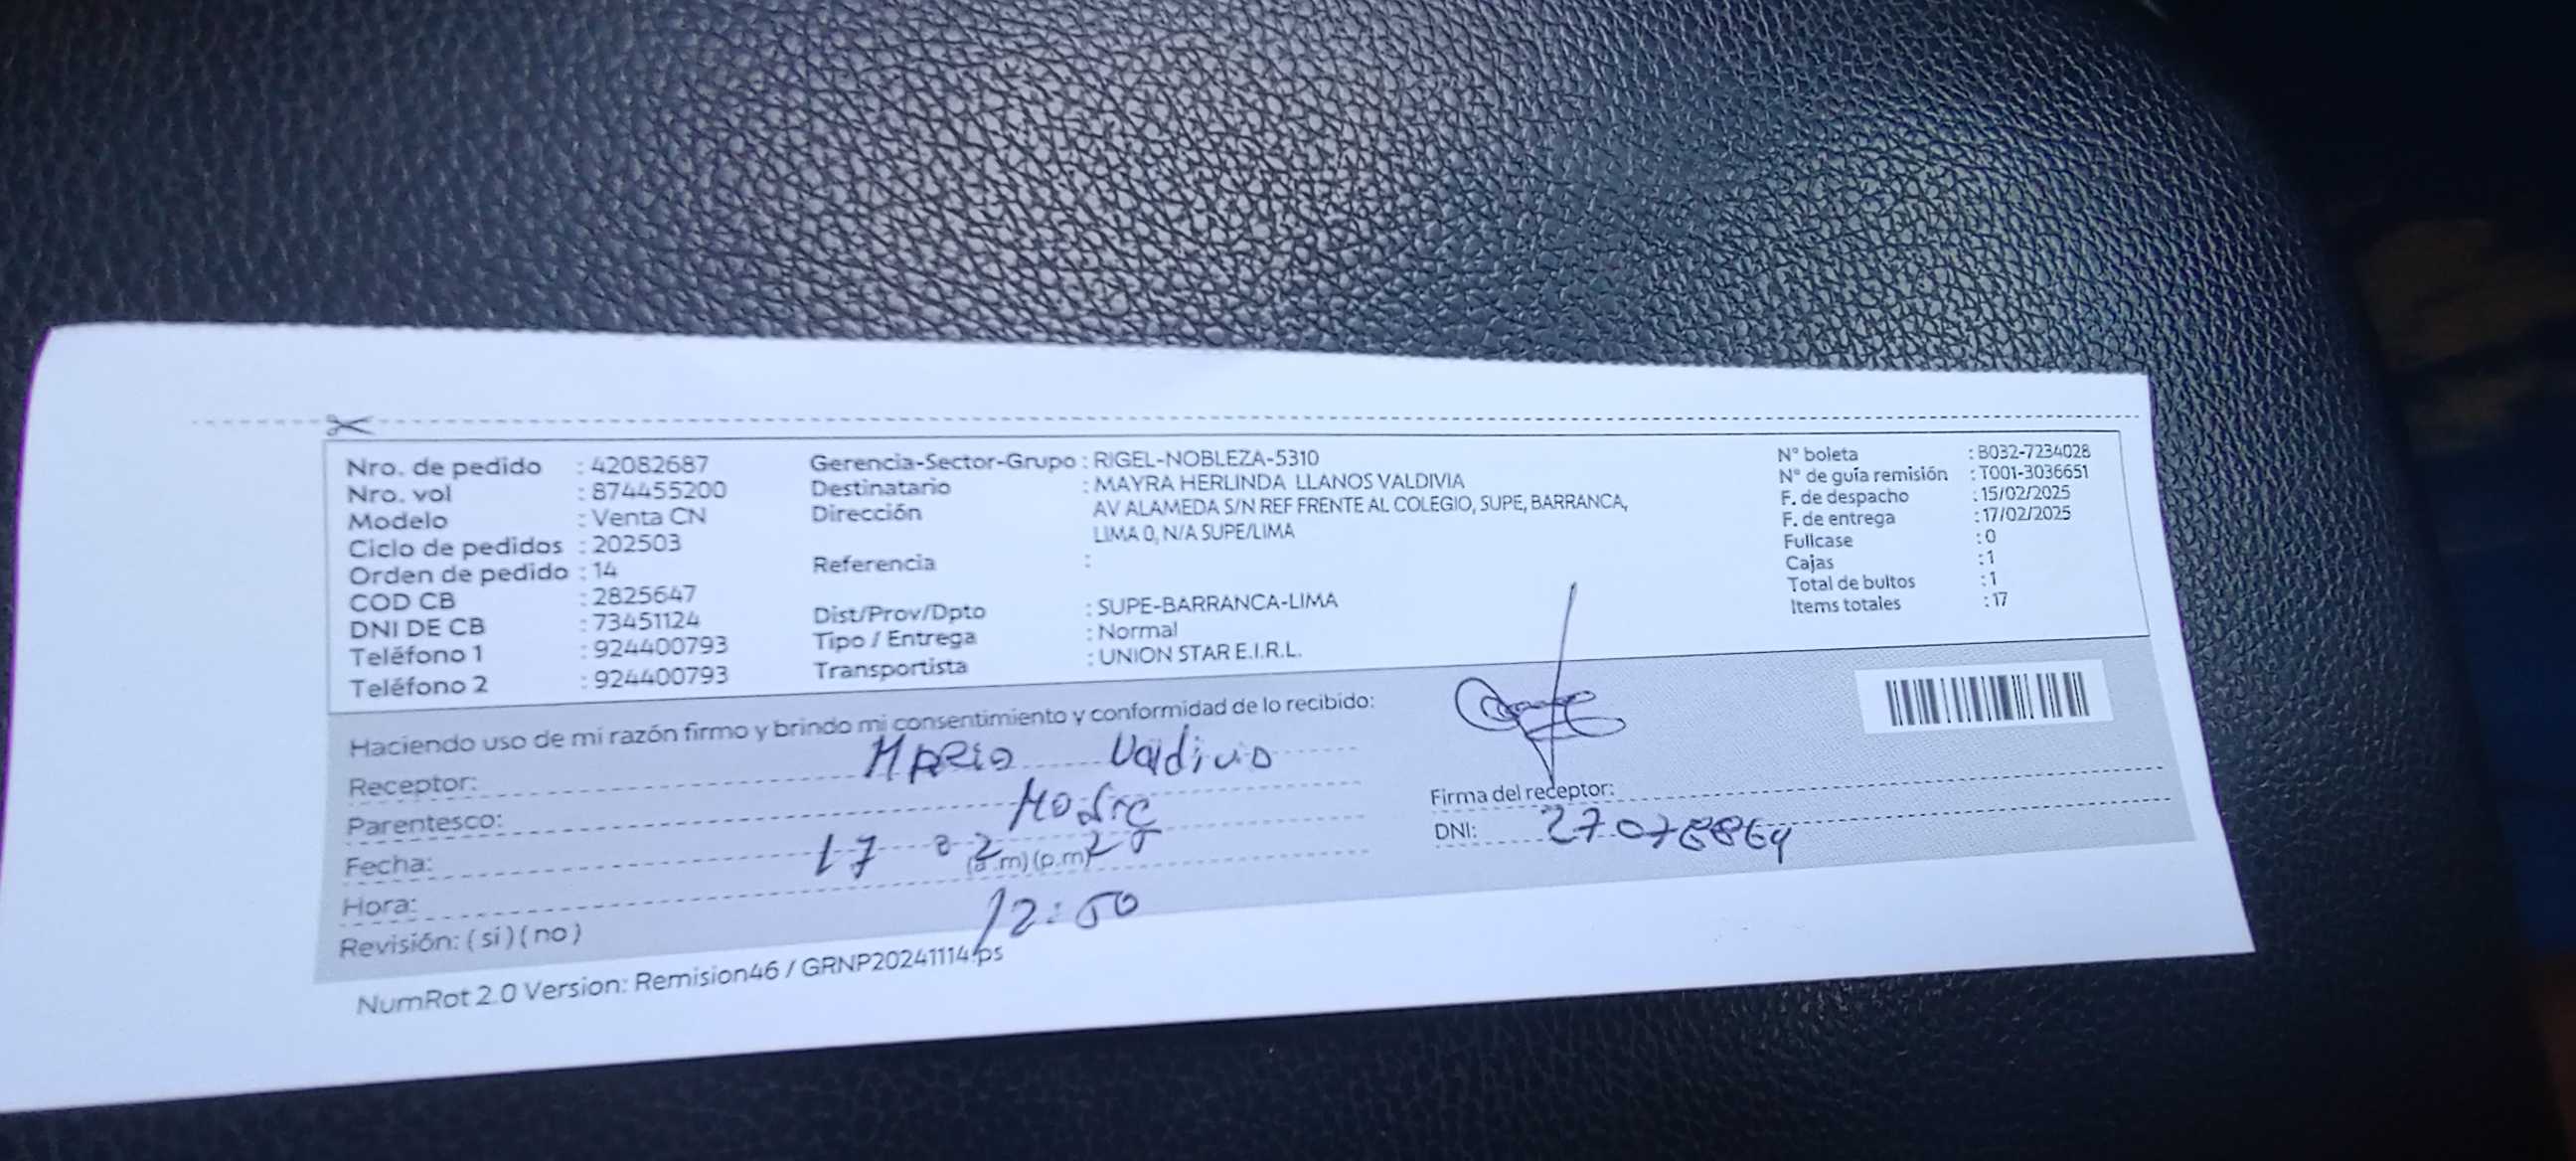 Nro. de pedido : 42082687
Nro. vol : 874455200
Modelo : Venta CN
Ciclo de pedidos : 202503
Orden de pedido : 14
COD CB : 2825647
DNI DE CB : 73451124
Teléfono 1 : 924400793
Teléfono 2 : 924400793
Gerencia-Sector-Grupo : RIGEL-NOBLEZA-5310
Destinatario : MAYRA HERLINDA LLANOS VALDIVIA
Dirección AV ALAMEDA S/N REF FRENTE AL COLEGIO, SUPE, BARRANCA,
LIMA 0, N/A SUPE/LIMA
Referencia :
Dist/Prov/Dpto : SUPE-BARRANCA-LIMA
Tipo / Entrega : Normal
Transportista : UNION STAR E.I.R.L.
N° boleta : B032-7234028
N° de guía remisión : T001-3036651
F. de despacho : 15/02/2025
F. de entrega : 17/02/2025
Fullcase : 0
Cajas : 1
Total de bultos : 1
Items totales : 17
Haciendo uso de mi razón firmo y brindo mi consentimiento y conformidad de lo recibido:
Receptor: Valdivia
Parentesco: Madre
Fecha: 17 02 25
Hora: (a.m) (p.m) 12:50
Revisión: ( si ) ( no )
Firma del receptor:
DNI:
NumRot 2.0 Version: Remision46 / GRNP20241114.ps